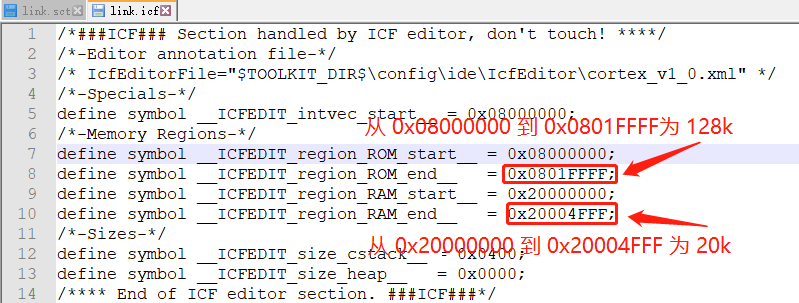 link.sct link.icf
1 /*###ICF### Section handled by ICF editor, don't touch! ****/
2 /*-Editor annotation file-*/
3 /* IcfEditorFile="$TOOLKIT_DIR$\config\ide\IcfEditor\cortex_v1_0.xml" */
4 /*-Specials-*/
5 define symbol __ICFEDIT_intvec_start__ = 0x08000000;
从 0x08000000 到 0x0801FFFF为 128k
6 /*-Memory Regions-*/
7 define symbol __ICFEDIT_region_ROM_start__ = 0x08000000;
8 define symbol __ICFEDIT_region_ROM_end__ = 0x0801FFFF;
9 define symbol __ICFEDIT_region_RAM_start__ = 0x20000000;
10 define symbol __ICFEDIT_region_RAM_end__ = 0x20004FFF;
11 /*-Sizes-*/
从 0x20000000 到 0x20004FFF 为 20k
12 define symbol __ICFEDIT_size_cstack__ = 0x0400;
13 define symbol __ICFEDIT_size_heap__ = 0x0000;
14 /**** End of ICF editor section. ###ICF###*/